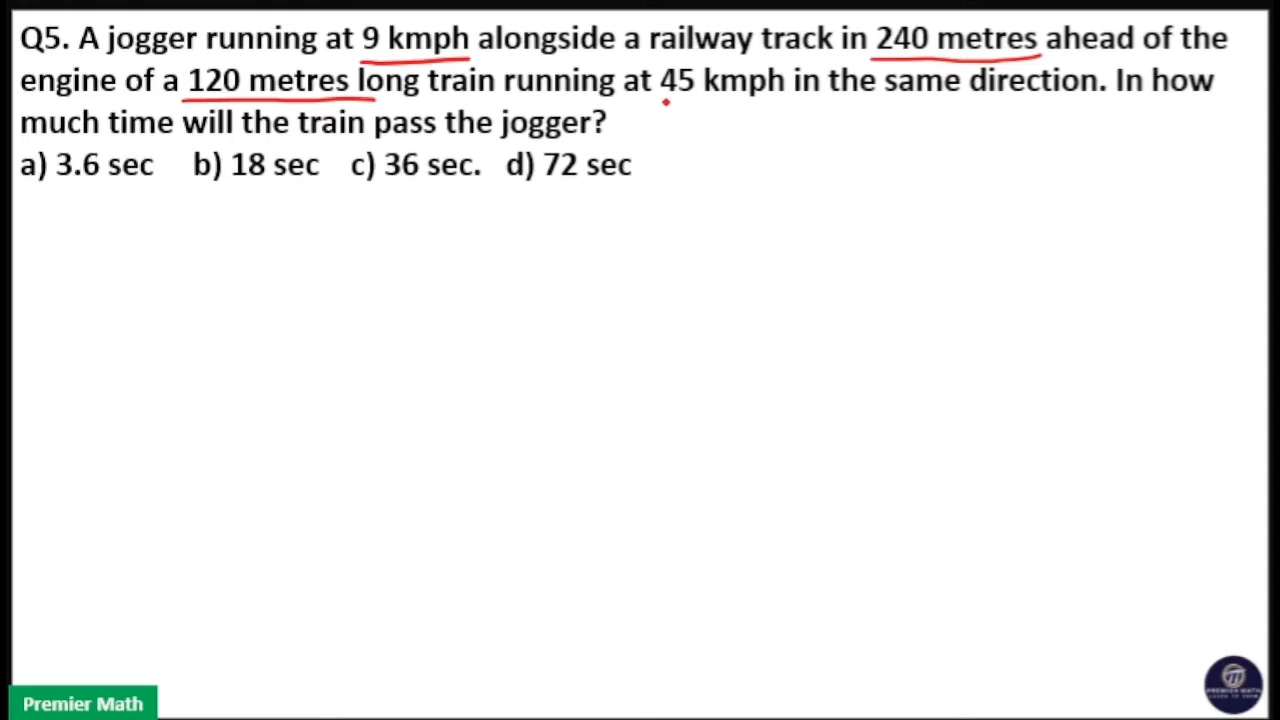 Q5. A jogger running at 9 kmph alongside a railway track in 240 metres ahead of the
engine of a 120 metres long train running at 45 kmph in the same direction. In how
much time will the train pass the jogger?
a) 3.6 sec b) 18 sec c) 36 sec. d) 72 sec
Premier Math
PREMIER MATH